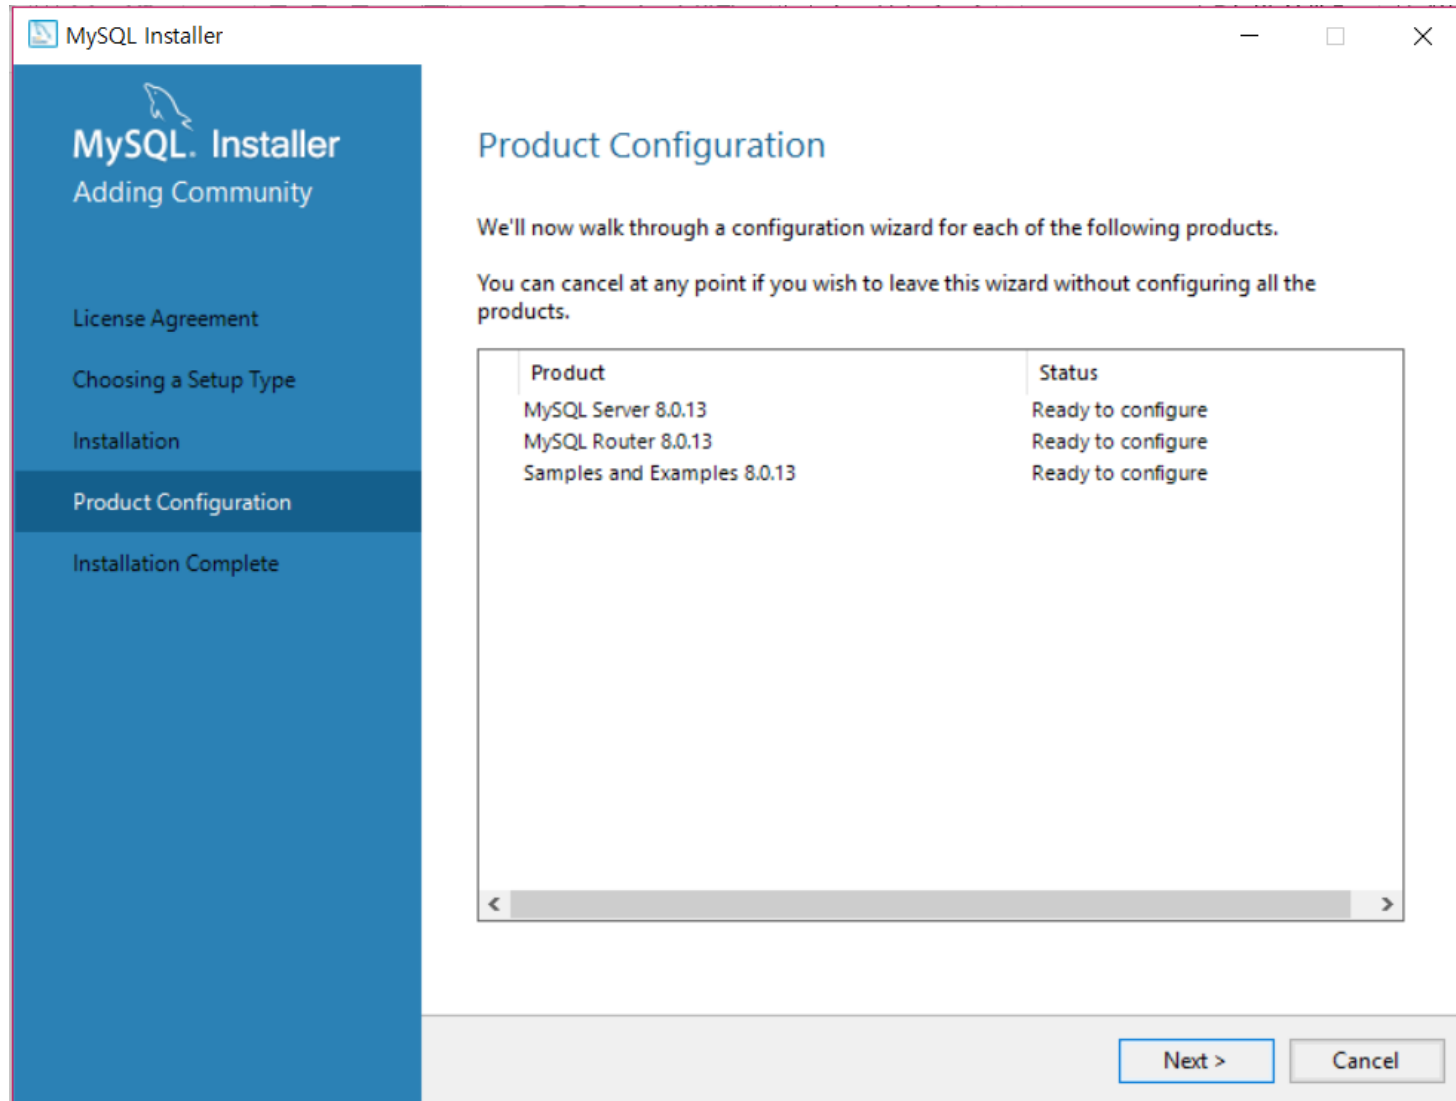 MySQL Installer
MySQL. Installer
Adding Community
License Agreement
Choosing a Setup Type
Installation
Product Configuration
Installation Complete
Product Configuration
We'll now walk through a configuration wizard for each of the following products.
You can cancel at any point if you wish to leave this wizard without configuring all the
products.
Product Status
MySQL Server 8.0.13 Ready to configure
MySQL Router 8.0.13 Ready to configure
Samples and Examples 8.0.13 Ready to configure
Next > Cancel